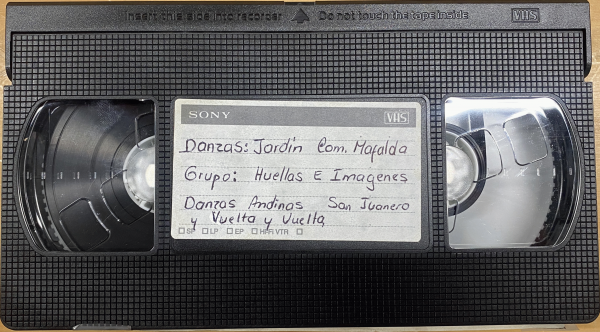 Insert this side into recorder ▲ Do not touch the tape inside VHS
SONY VHS
Danzas: Jardín Com. Mafalda
Grupo: Huellas E Imagenes
Danzas Andinas San Juanero
y Vuelta y Vuelta
SP LP EP HiFi VTR